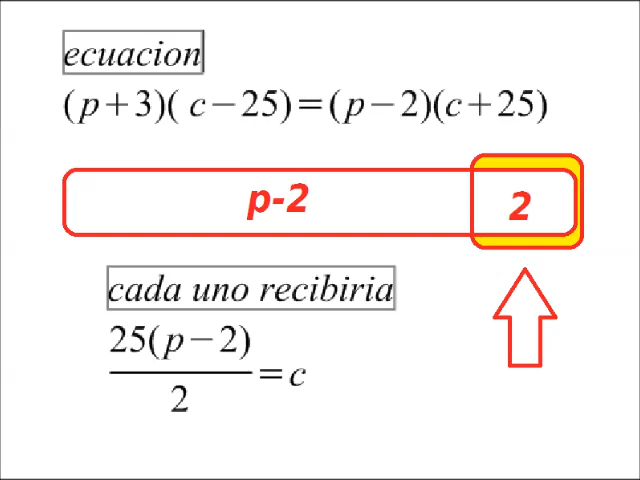 ecuacion
(p+3)( c−25)=(p−2)(c+25)
p-2 2
cada uno recibiria
25(p−2)
2
=c